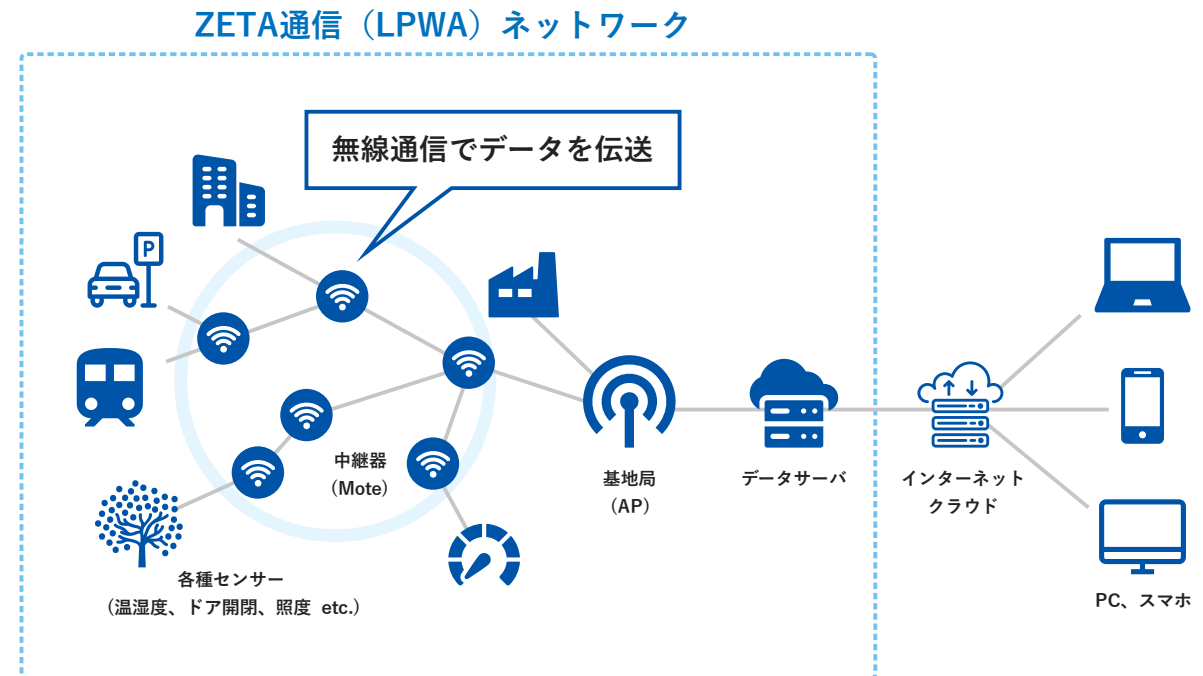 ZETA通信（LPWA）ネットワーク
無線通信でデータを伝送
P
中継器
（Mote）
基地局
（AP）
データサーバ
インターネット
クラウド
各種センサー
（温湿度、ドア開閉、照度 etc.）
PC、スマホ